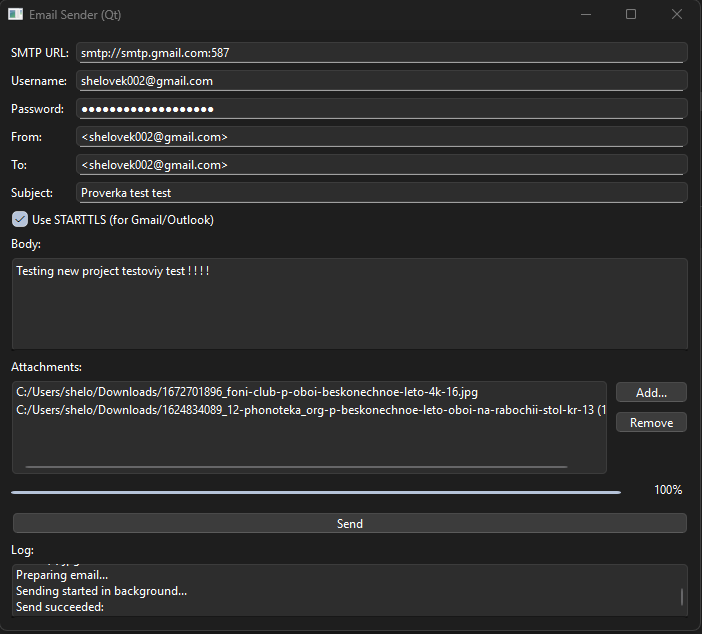 Email Sender (Qt)
SMTP URL: smtp://smtp.gmail.com:587
Username: shelovek002@gmail.com
Password: ●●●●●●●●●●●●●●●●●●●
From: <shelovek002@gmail.com>
To: <shelovek002@gmail.com>
Subject: Proverka test test
Use STARTTLS (for Gmail/Outlook)
Body:
Testing new project testoviy test ! ! ! !
Attachments:
C:/Users/shelo/Downloads/1672701896_foni-club-p-oboi-beskonechnoe-leto-4k-16.jpg
Add...
C:/Users/shelo/Downloads/1624834089_12-phonoteka_org-p-beskonechnoe-leto-oboi-na-rabochii-stol-kr-13 (1
Remove
100%
Send
Log:
Preparing email...
Sending started in background...
Send succeeded: